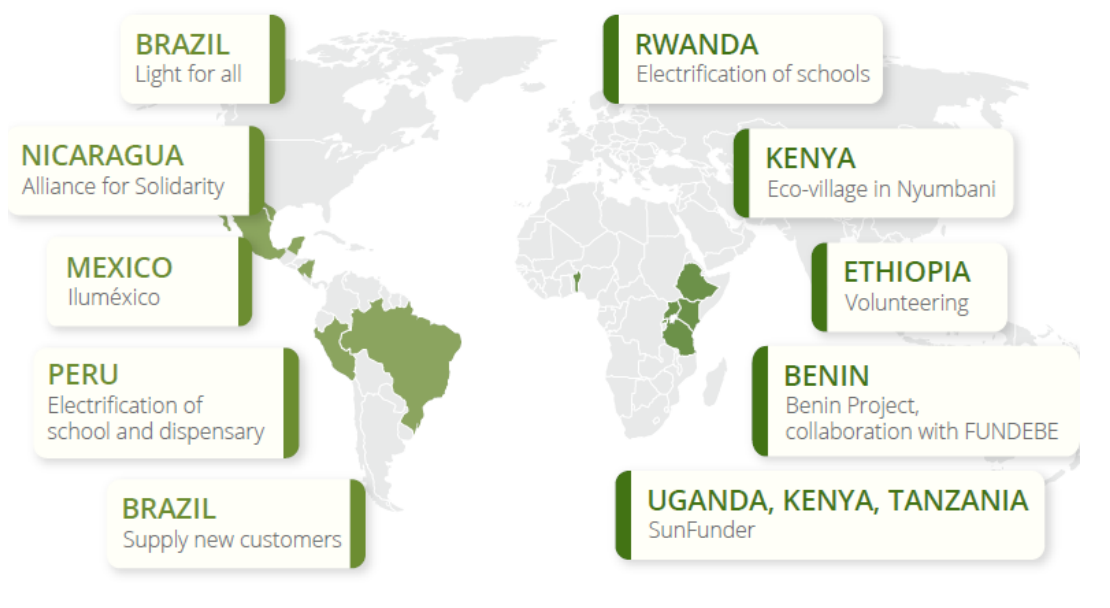 BRAZIL
Light for all
NICARAGUA
Alliance for Solidarity
MEXICO
Iluméxico
PERU
Electrification of
school and dispensary
BRAZIL
Supply new customers
RWANDA
Electrification of schools
KENYA
Eco-village in Nyumbani
ETHIOPIA
Volunteering
BENIN
Benin Project,
collaboration with FUNDEBE
UGANDA, KENYA, TANZANIA
SunFunder